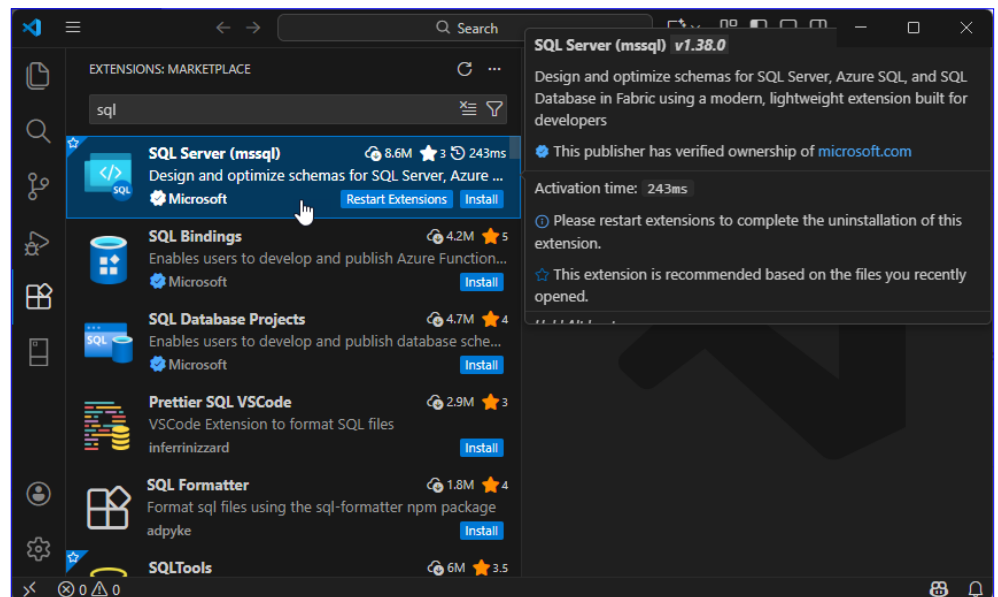 Search
EXTENSIONS: MARKETPLACE
sql
SQL Server (mssql)
8.6M
3
243ms
Design and optimize schemas for SQL Server, Azure ...
Microsoft
Restart Extensions
Install
SQL
SQL Bindings
4.2M
5
Enables users to develop and publish Azure Function...
Microsoft
Install
SQL Database Projects
4.7M
4
Enables users to develop and publish database sche...
Microsoft
Install
SQL
Prettier SQL VSCode
2.9M
3
VSCode Extension to format SQL files
inferrinizzard
Install
SQL Formatter
1.8M
4
Format sql files using the sql-formatter npm package
adpyke
Install
SQLTools
6M
3.5
0
0
SQL Server (mssql) v1.38.0
Design and optimize schemas for SQL Server, Azure SQL, and SQL
Database in Fabric using a modern, lightweight extension built for
developers
This publisher has verified ownership of microsoft.com
Activation time: 243ms
Please restart extensions to complete the uninstallation of this
extension.
This extension is recommended based on the files you recently
opened.